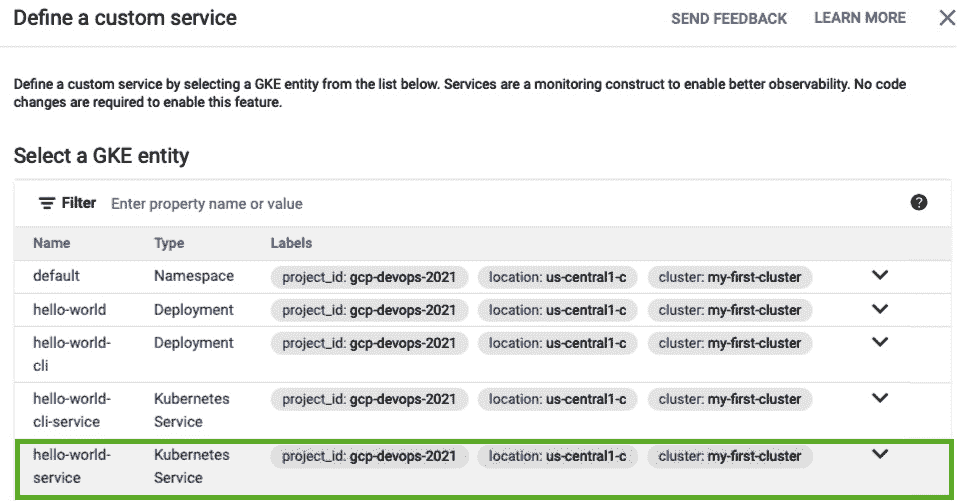 Define a custom service SEND FEEDBACK LEARN MORE
Define a custom service by selecting a GKE entity from the list below. Services are a monitoring construct to enable better observability. No code
changes are required to enable this feature.
Select a GKE entity
Filter Enter property name or value
Name Type Labels
default Namespace project_id: gcp-devops-2021 location: us-central1-c cluster: my-first-cluster
hello-world Deployment project_id: gcp-devops-2021 location: us-central1-c cluster: my-first-cluster
hello-world- Deployment project_id: gcp-devops-2021 location: us-central1-c cluster: my-first-cluster
cli
hello-world- Kubernetes project_id: gcp-devops-2021 location: us-central1-c cluster: my-first-cluster
cli-service Service
hello-world- Kubernetes project_id: gcp-devops-2021 location: us-central1-c cluster: my-first-cluster
service Service